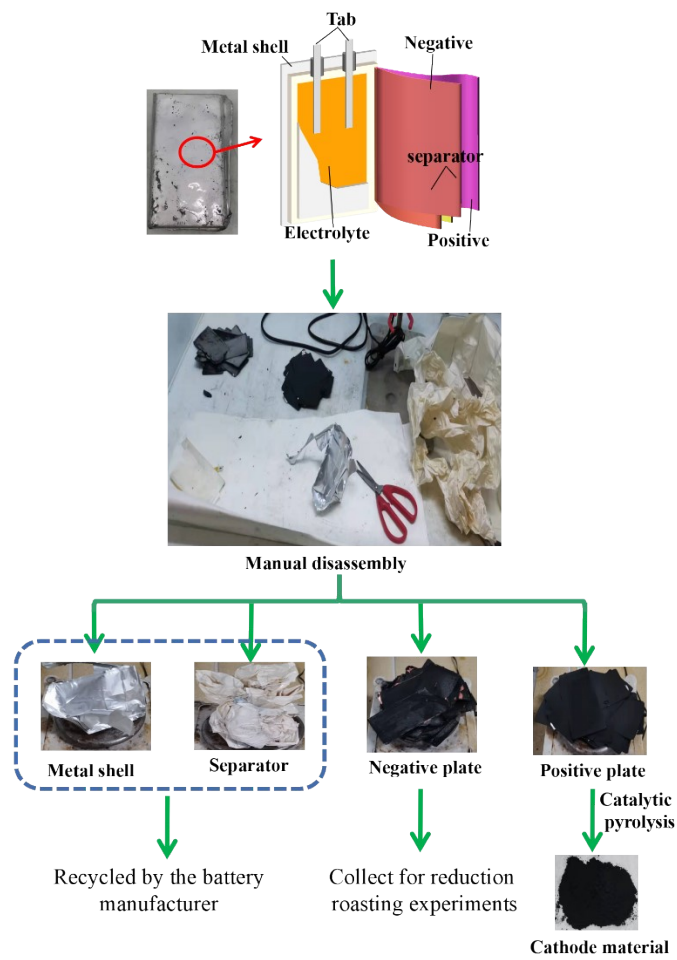 Tab
Metal shell
Negative
separator
Electrolyte
Positive
Manual disassembly
Metal shell
Separator
Negative plate
Positive plate
Catalytic
pyrolysis
Recycled by the battery
manufacturer
Collect for reduction
roasting experiments
Cathode material